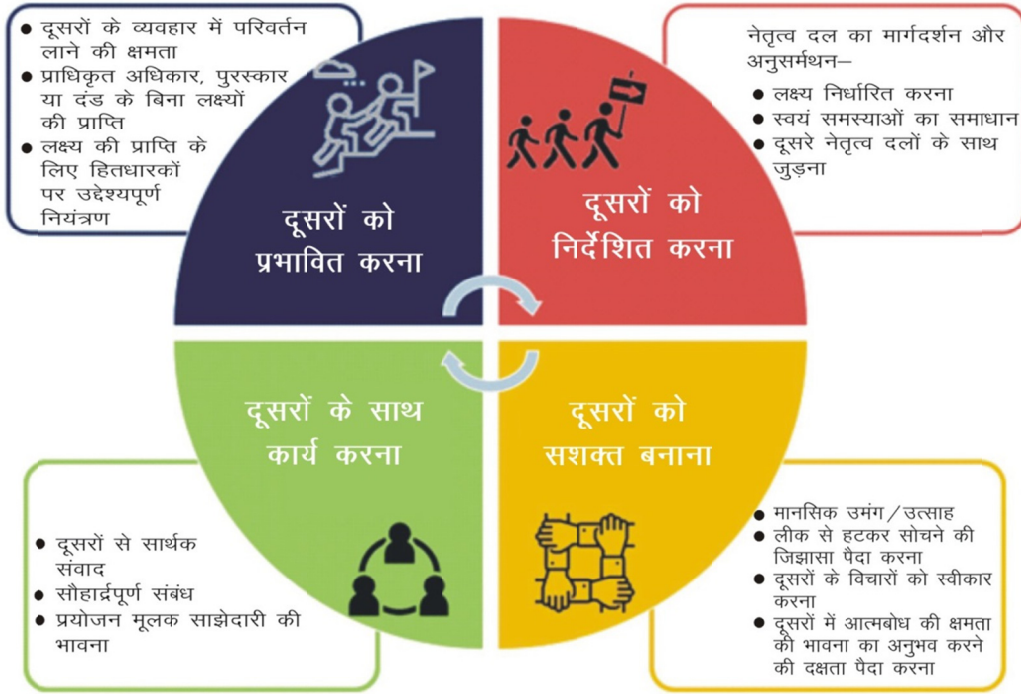 ● दूसरों के व्यवहार में परिवर्तन
लाने की क्षमता
● प्राधिकृत अधिकार, पुरस्कार
या दंड के बिना लक्ष्यों
की प्राप्ति
● लक्ष्य की प्राप्ति के
लिए हितधारकों
पर उद्देश्यपूर्ण
नियंत्रण
दूसरों को
प्रभावित करना
नेतृत्व दल का मार्गदर्शन और
अनुसर्मथन–
● लक्ष्य निर्धारित करना
● स्वयं समस्याओं का समाधान
● दूसरे नेतृत्व दलों के साथ
जुड़ना
दूसरों को
निर्देशित करना
दूसरों के साथ
कार्य करना
● दूसरों से सार्थक
संवाद
● सौहार्द्रपूर्ण संबंध
● प्रयोजन मूलक साझेदारी की
भावना
दूसरों को
सशक्त बनाना
● मानसिक उमंग/उत्साह
● लीक से हटकर सोचने की
जिझासा पैदा करना
● दूसरों के विचारों को स्वीकार
करना
● दूसरों में आत्मबोध की क्षमता
की भावना का अनुभव करने
की दक्षता पैदा करना